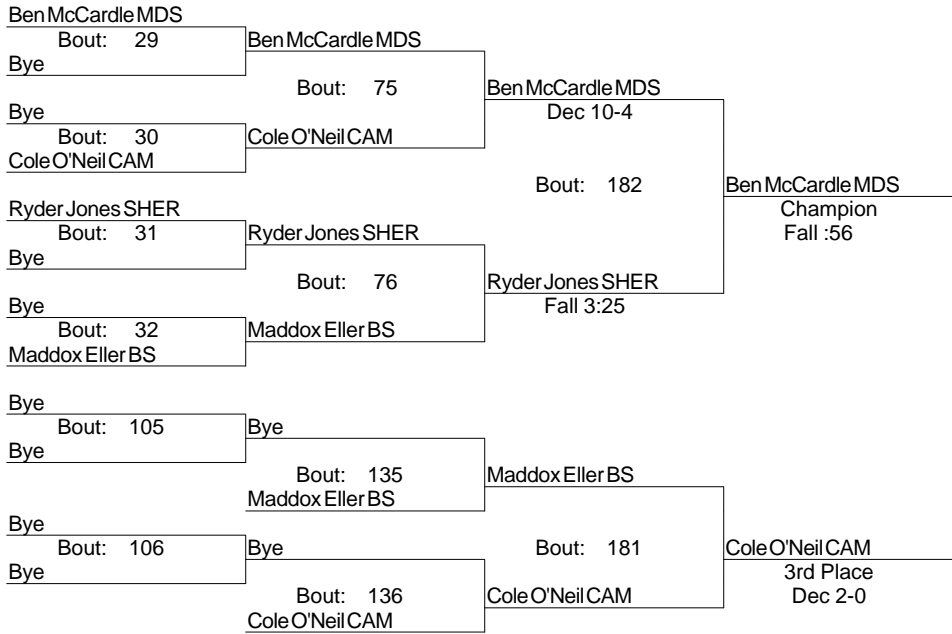 Ben McCardle MDS
Bout: 29
Ben McCardle MDS
Bye
Bout: 75
Ben McCardle MDS
Bye
Dec 10-4
Bout: 30
Cole O'Neil CAM
Cole O'Neil CAM
Bout: 182
Ben McCardle MDS
Ryder Jones SHER
Champion
Bout: 31
Ryder Jones SHER
Fall :56
Bye
Bout: 76
Ryder Jones SHER
Bye
Fall 3:25
Bout: 32
Maddox Eller BS
Maddox Eller BS
Bye
Bout: 105
Bye
Bye
Bout: 135
Maddox Eller BS
Maddox Eller BS
Bye
Bout: 106
Bye
Bout: 181
Cole O'Neil CAM
Bye
3rd Place
Bout: 136
Cole O'Neil CAM
Dec 2-0
Cole O'Neil CAM